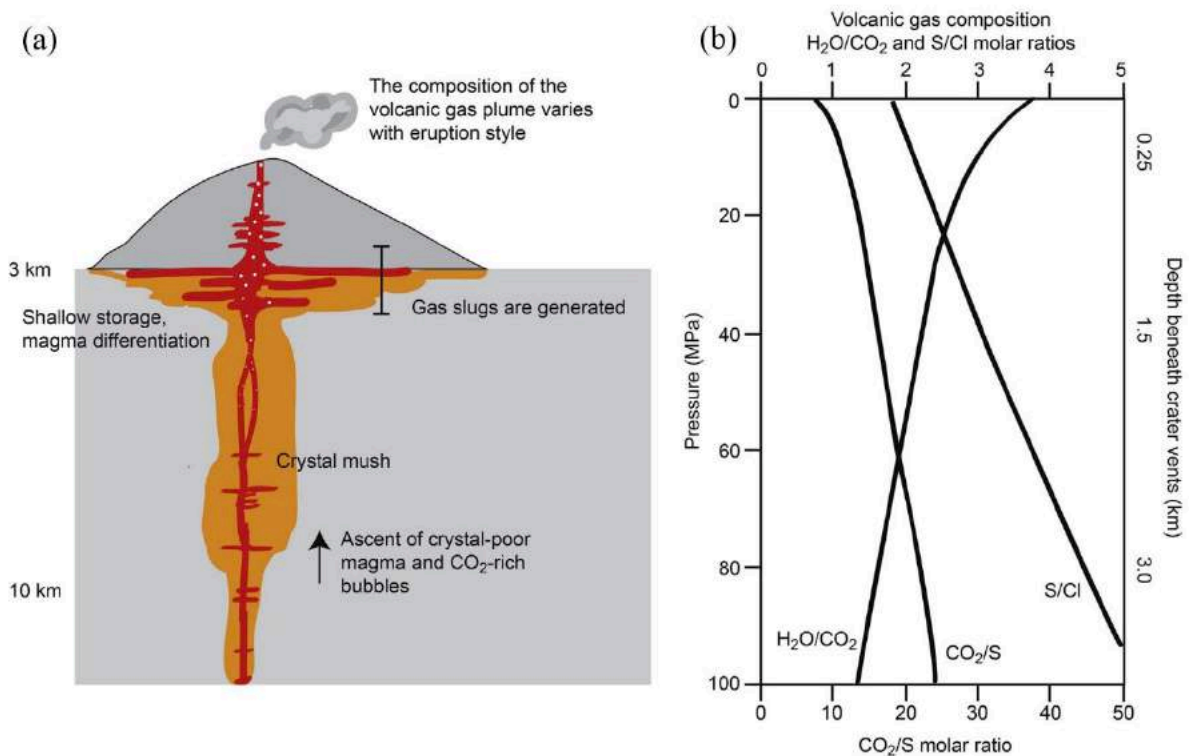 (a)
The composition of the
volcanic gas plume varies
with eruption style
3 km
Shallow storage,
magma differentiation
Gas slugs are generated
Crystal mush
Ascent of crystal-poor
magma and CO₂-rich
bubbles
10 km
(b)
Volcanic gas composition
H₂O/CO₂ and S/Cl molar ratios
0 1 2 3 4 5
Pressure (MPa)
0
20
40
60
80
100
0.25
1.5
3.0
Depth beneath crater vents (km)
S/Cl
H₂O/CO₂
CO₂/S
0 10 20 30 40 50
CO₂/S molar ratio